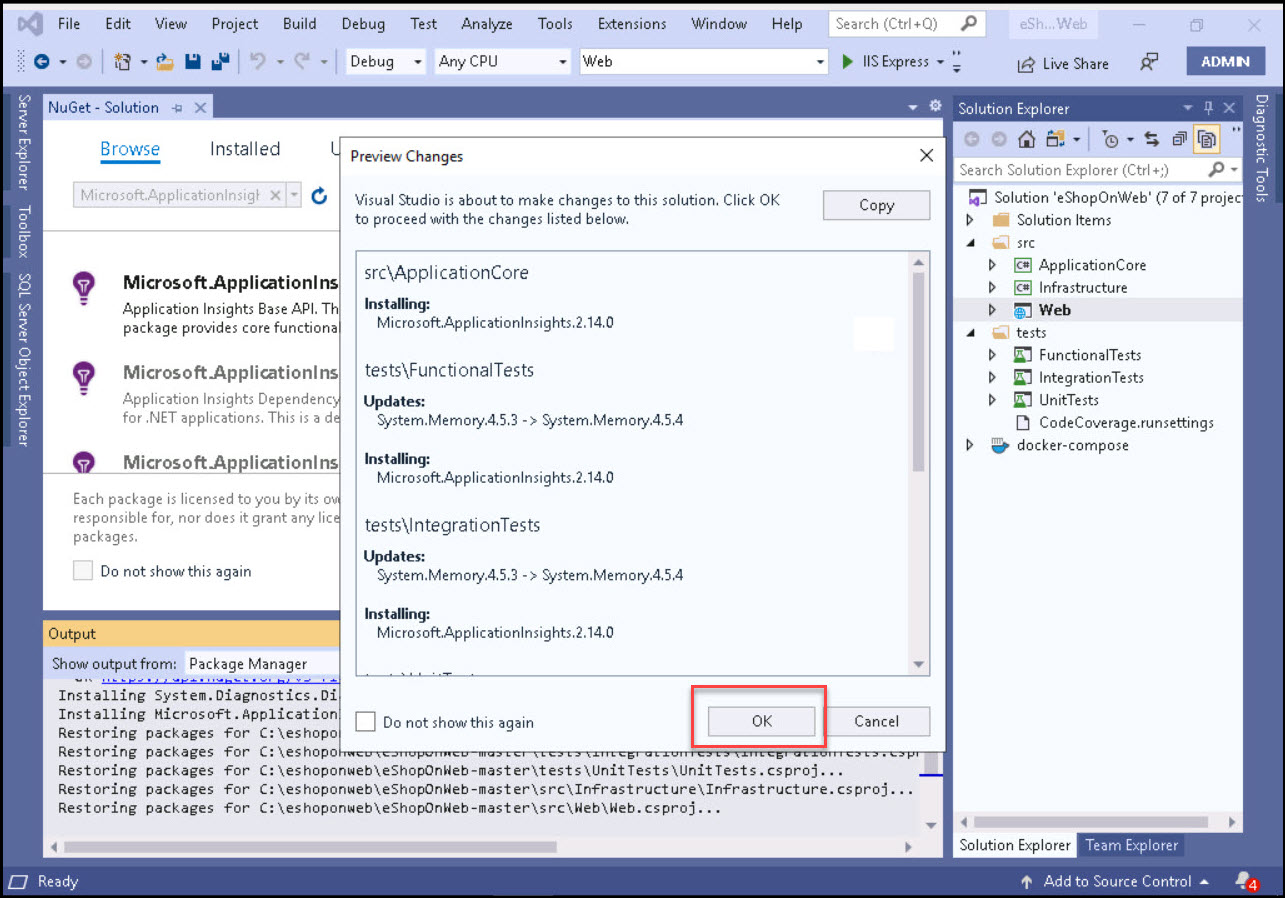 File Edit View Project Build Debug Test Analyze Tools Extensions Window Help Search (Ctrl+Q) eSh...Web
Debug Any CPU Web IIS Express Live Share ADMIN
Server Explorer
Toolbox
SQL Server Object Explorer
NuGet - Solution
Browse Installed U
Microsoft.ApplicationInsigh
Microsoft.ApplicationIns
Application Insights Base API. Th
package provides core functional
Microsoft.ApplicationIns
Application Insights Dependency
for .NET applications. This is a de
Microsoft.ApplicationIns
Each package is licensed to you by its ow
responsible for, nor does it grant any lice
packages.
Do not show this again
Preview Changes
Visual Studio is about to make changes to this solution. Click OK
to proceed with the changes listed below.
Copy
src\ApplicationCore
Installing:
Microsoft.ApplicationInsights.2.14.0
tests\FunctionalTests
Updates:
System.Memory.4.5.3 -> System.Memory.4.5.4
Installing:
Microsoft.ApplicationInsights.2.14.0
tests\IntegrationTests
Updates:
System.Memory.4.5.3 -> System.Memory.4.5.4
Installing:
Microsoft.ApplicationInsights.2.14.0
Do not show this again
OK
Cancel
Output
Show output from: Package Manager
Installing System.Diagnostics.Di
Installing Microsoft.Application
Restoring packages for C:\eshopon
Restoring packages for C:\eshoponweb\eShopOnWeb-master\tests\IntegrationTests\IntegrationTests.csp
Restoring packages for C:\eshoponweb\eShopOnWeb-master\tests\UnitTests\UnitTests.csproj...
Restoring packages for C:\eshoponweb\eShopOnWeb-master\src\Infrastructure\Infrastructure.csproj...
Restoring packages for C:\eshoponweb\eShopOnWeb-master\src\Web\Web.csproj...
Solution Explorer
Search Solution Explorer (Ctrl+;)
Solution 'eShopOnWeb' (7 of 7 project
Solution Items
src
C# ApplicationCore
C# Infrastructure
Web
tests
FunctionalTests
IntegrationTests
UnitTests
CodeCoverage.runsettings
docker-compose
Solution Explorer Team Explorer
Diagnostic Tools
Ready
Add to Source Control 4